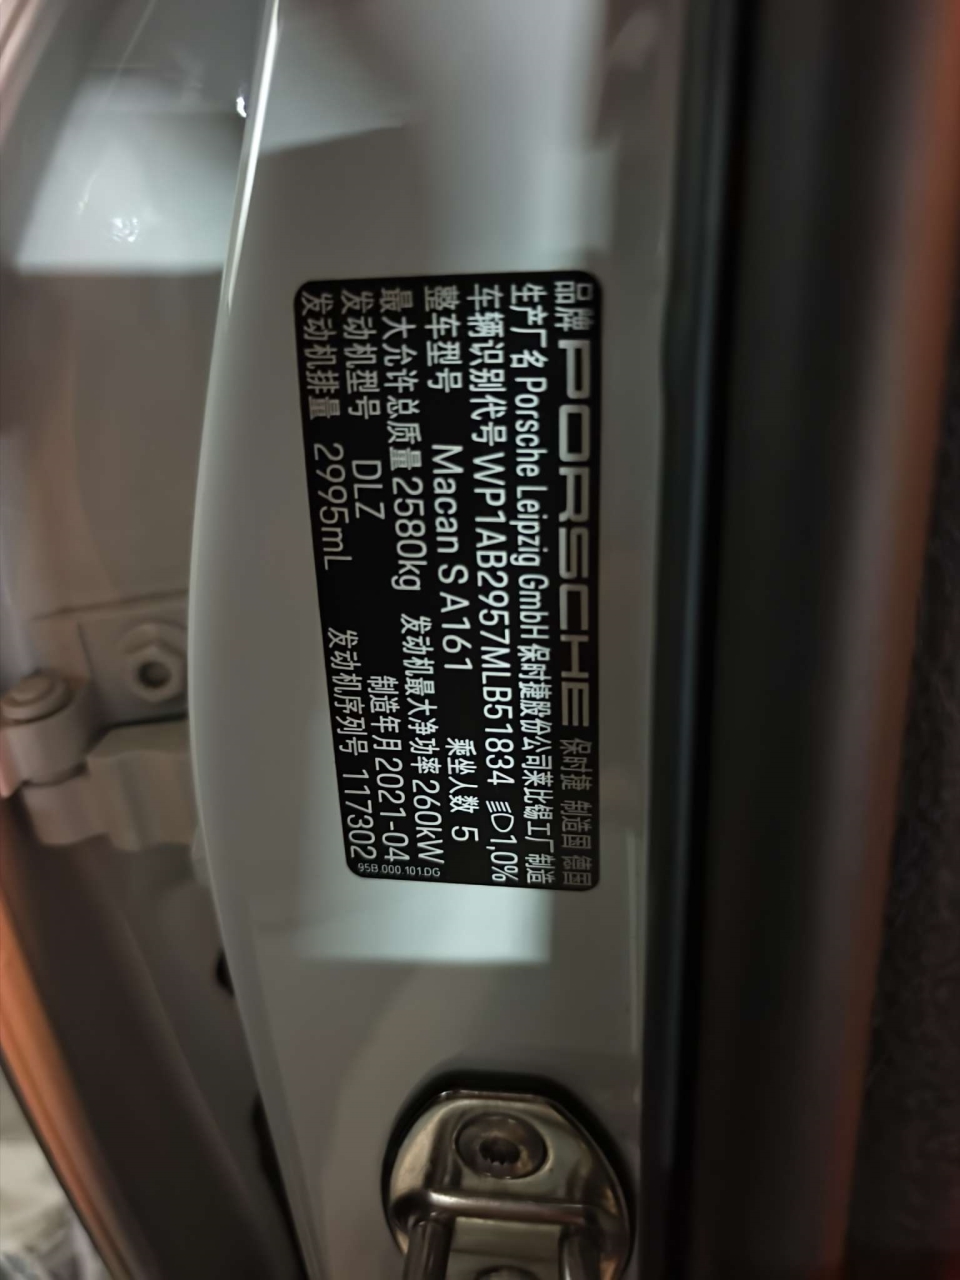 品牌 PORSCHE 保时捷 制造国 德国
生产厂名 Porsche Leipzig GmbH 保时捷股份公司莱比锡工厂 制造
车辆识别代号 WP1AB2957MLB51834 1,0%
整车型号 Macan S A161 乘坐人数 5
最大允许总质量 2580kg 发动机最大净功率 260kW
发动机型号 DLZ 制造年月 2021-04
发动机排量 2995mL 发动机序列号 117302
95B.000.101.DG